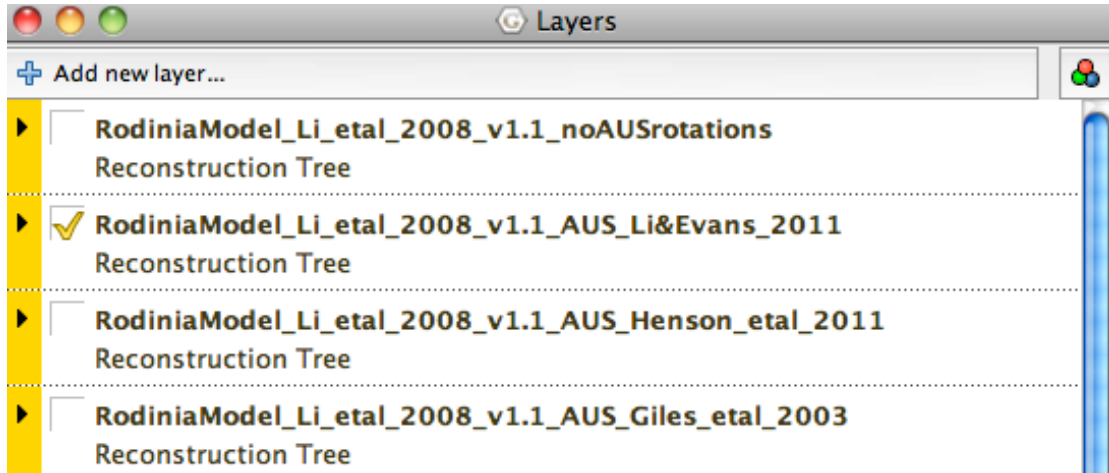 Layers
Add new layer...
RodiniaModel_Li_etal_2008_v1.1_noAUSrotations
Reconstruction Tree
RodiniaModel_Li_etal_2008_v1.1_AUS_Li&Evans_2011
Reconstruction Tree
RodiniaModel_Li_etal_2008_v1.1_AUS_Henson_etal_2011
Reconstruction Tree
RodiniaModel_Li_etal_2008_v1.1_AUS_Giles_etal_2003
Reconstruction Tree